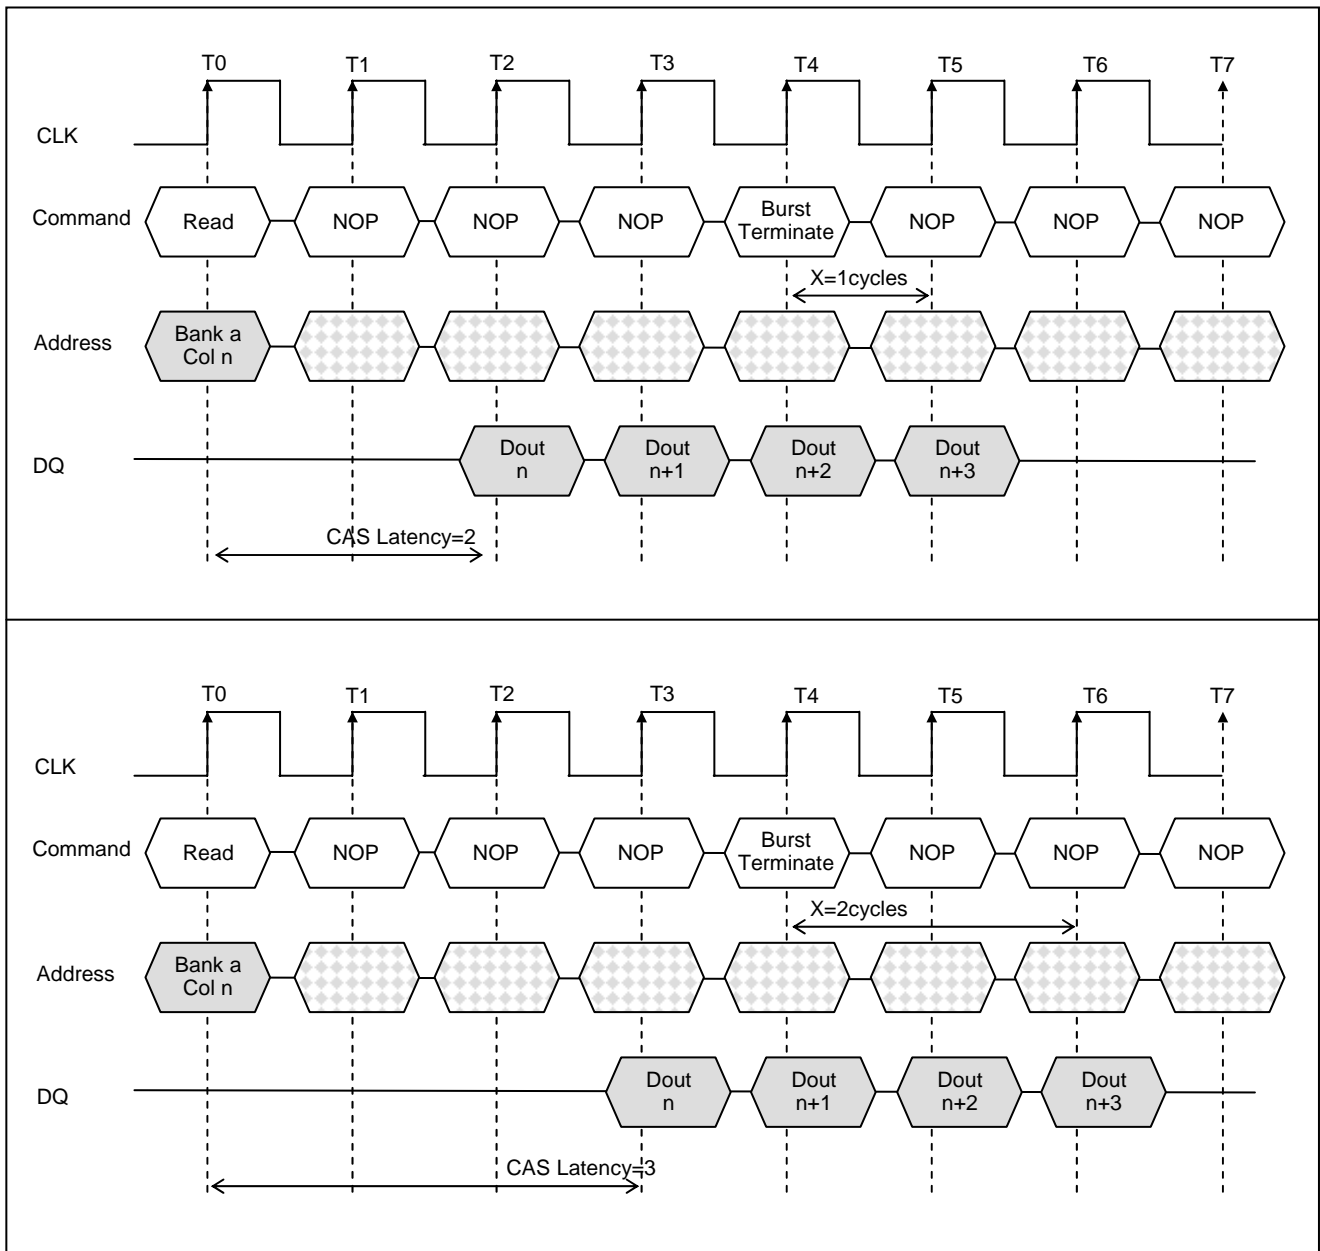 T0 T1 T2 T3 T4 T5 T6 T7
CLK
Command Read NOP NOP NOP Burst Terminate NOP NOP NOP
X=1cycles
Address Bank a Col n
DQ Dout n Dout n+1 Dout n+2 Dout n+3
CAS Latency=2
T0 T1 T2 T3 T4 T5 T6 T7
CLK
Command Read NOP NOP NOP Burst Terminate NOP NOP NOP
X=2cycles
Address Bank a Col n
DQ Dout n Dout n+1 Dout n+2 Dout n+3
CAS Latency=3